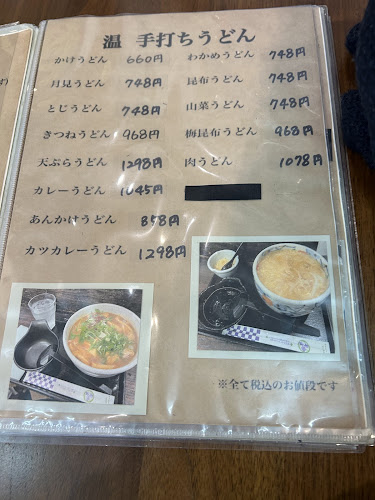 温 手打ちうどん
かけうどん 660円
月見うどん 748円
とじうどん 748円
きつねうどん 968円
天ぷらうどん 1298円
カレーうどん 1045円
あんかけうどん 858円
カツカレーうどん 1298円
わかめうどん 748円
昆布うどん 748円
山菜うどん 748円
梅昆布うどん 968円
肉うどん 1078円
※全て税込のお値段です